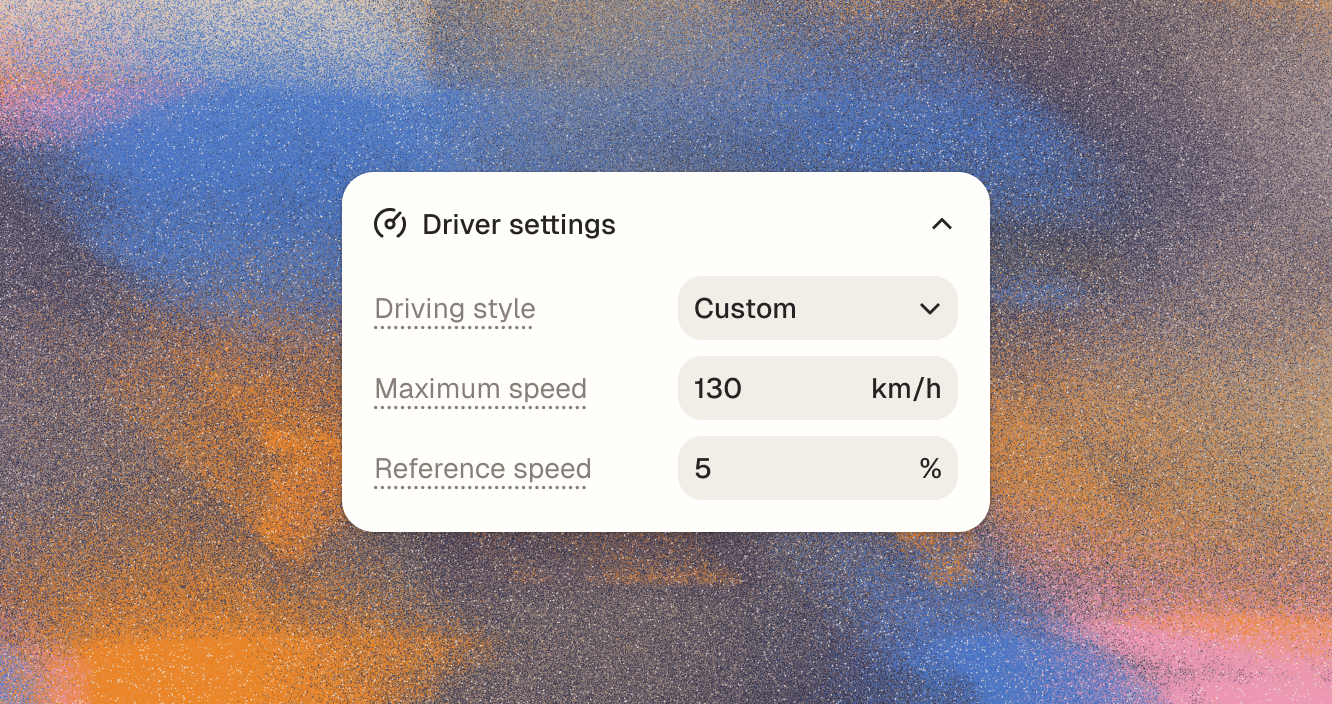 Driver settings
Driving style Custom
Maximum speed 130 km/h
Reference speed 5 %